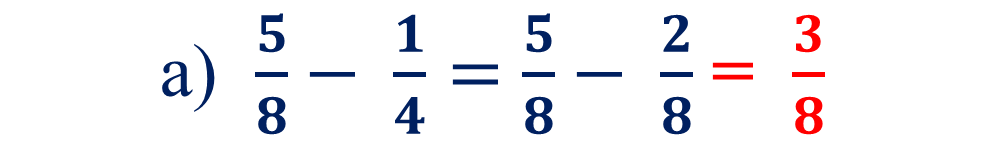 a) 5/8 − 1/4 = 5/8 − 2/8 = 3/8